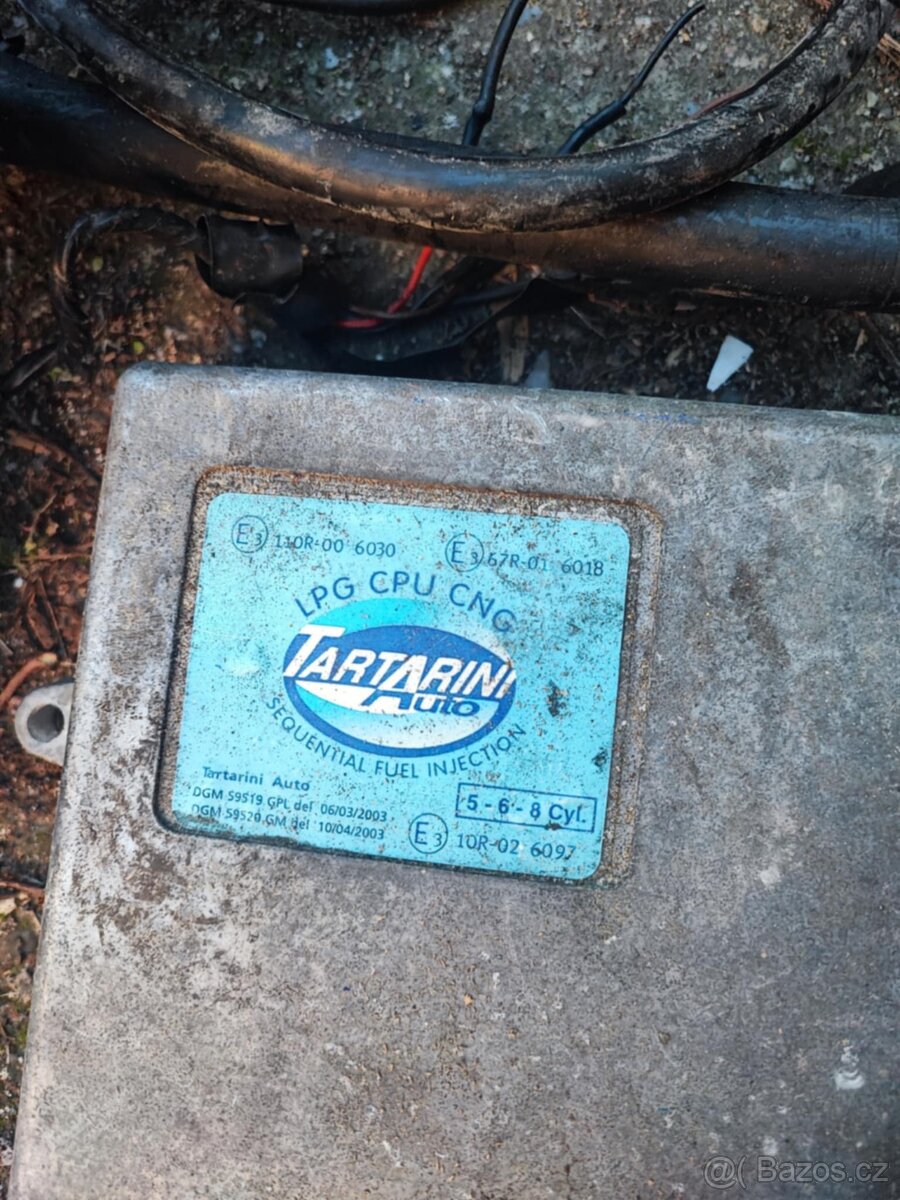 E3 110R-00 6030
E3 67R-01 6018
LPG CPU CNG
TARTARINI
Auto
SEQUENTIAL FUEL INJECTION
Tartarini Auto
DGM 59519 GPL del 06/03/2003
DGM 59520 GM del 10/04/2003
5 - 6 - 8 Cyl.
E3 10R-02 6097
@( Bazos.cz